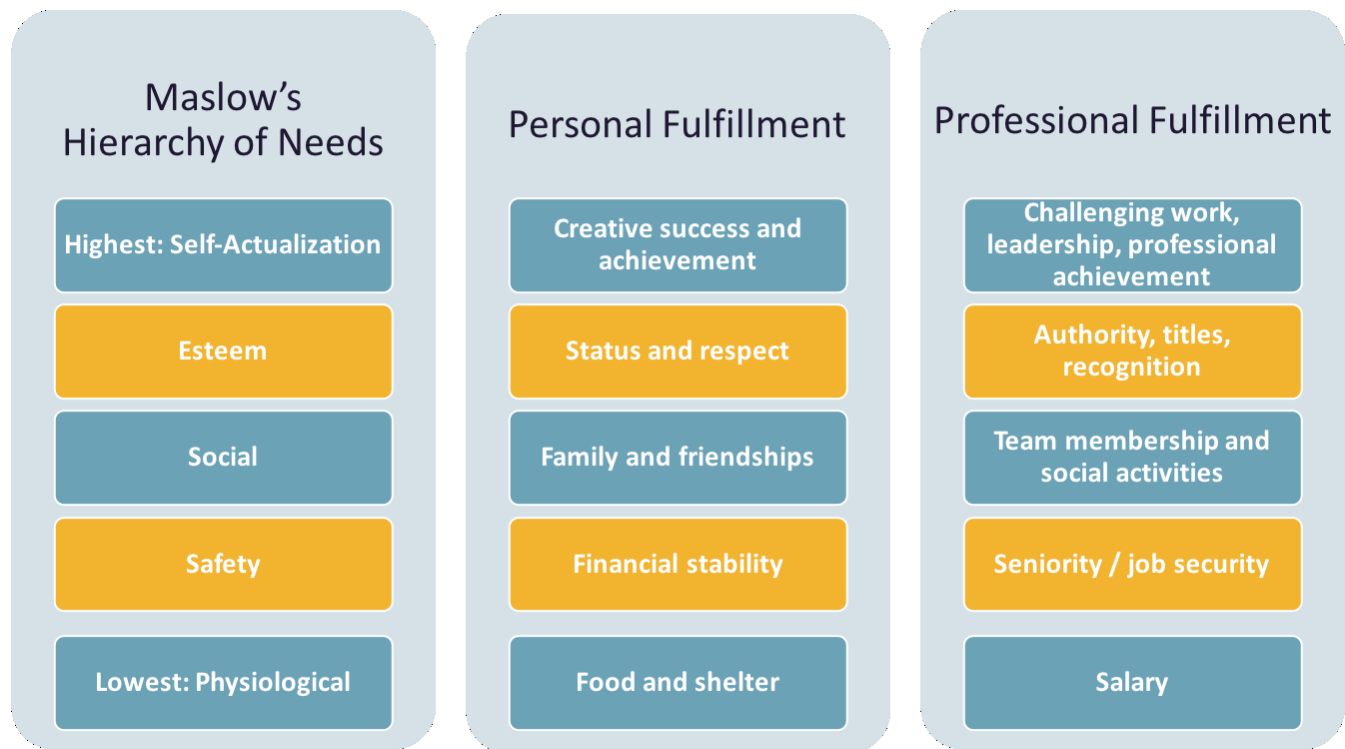 Maslow’s
Hierarchy of Needs
Highest: Self-Actualization
Esteem
Social
Safety
Lowest: Physiological
Personal Fulfillment
Creative success and
achievement
Status and respect
Family and friendships
Financial stability
Food and shelter
Professional Fulfillment
Challenging work,
leadership, professional
achievement
Authority, titles,
recognition
Team membership and
social activities
Seniority / job security
Salary